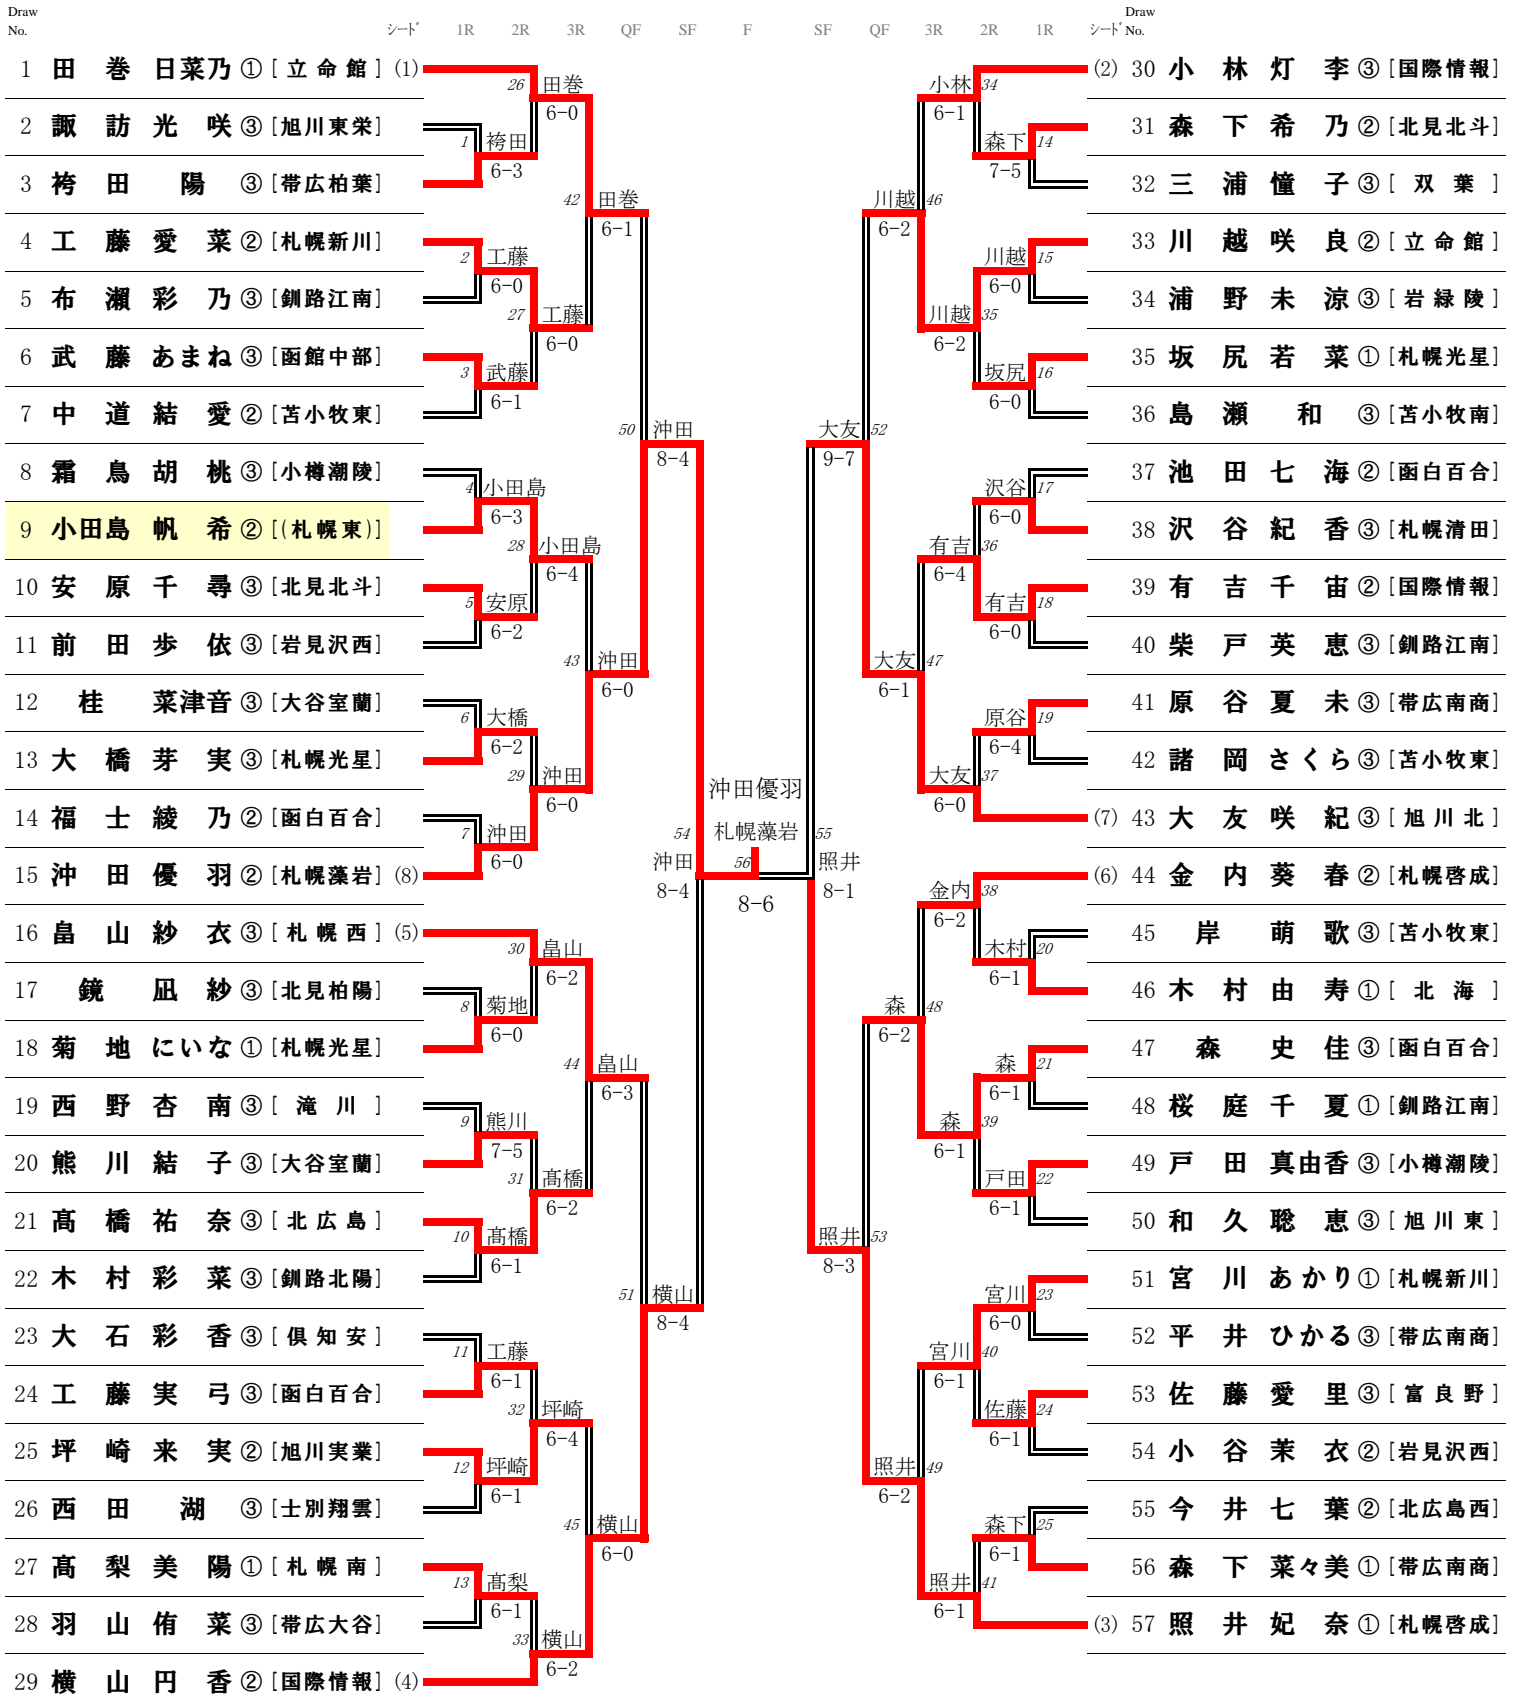 Draw
No. シード 1R 2R 3R QF SF F SF QF 3R 2R 1R シード Draw
No.
1 田巻 日菜乃 ① [立命館] (1)
2 諏訪 光咲 ③ [旭川東栄]
3 袴田 陽 ③ [帯広柏葉]
4 工藤 愛菜 ② [札幌新川]
5 布瀬 彩乃 ③ [釧路江南]
6 武藤 あまね ③ [函館中部]
7 中道 結愛 ② [苫小牧東]
8 霜鳥 胡桃 ③ [小樽潮陵]
9 小田島 帆希 ② [(札幌東)]
10 安原 千尋 ③ [北見北斗]
11 前田 歩依 ③ [岩見沢西]
12 桂 菜津音 ③ [大谷室蘭]
13 大橋 芽実 ③ [札幌光星]
14 福士 綾乃 ② [函白百合]
15 沖田 優羽 ② [札幌藻岩] (8)
16 畠山 紗衣 ③ [札幌西] (5)
17 鏡 凪紗 ③ [北見柏陽]
18 菊地 にいな ① [札幌光星]
19 西野 杏南 ③ [滝川]
20 熊川 結子 ③ [大谷室蘭]
21 髙橋 祐奈 ③ [北広島]
22 木村 彩菜 ③ [釧路北陽]
23 大石 彩香 ③ [倶知安]
24 工藤 実弓 ③ [函白百合]
25 坪崎 来実 ② [旭川実業]
26 西田 湖 ③ [士別翔雲]
27 髙梨 美陽 ① [札幌南]
28 羽山 侑菜 ③ [帯広大谷]
29 横山 円香 ② [国際情報] (4)
1 袴田 6-3
2 工藤 6-0
3 武藤 6-1
4 小田島 6-3
5 安原 6-2
6 大橋 6-2
7 沖田 6-0
8 菊地 6-0
9 熊川 7-5
10 髙橋 6-1
11 工藤 6-1
12 坪崎 6-1
13 髙梨 6-1
26 田巻 6-0
27 工藤 6-0
28 小田島 6-4
29 沖田 6-0
30 畠山 6-2
31 髙橋 6-2
32 坪崎 6-4
33 横山 6-2
42 田巻 6-1
43 沖田 6-0
44 畠山 6-3
45 横山 6-0
50 沖田 8-4
51 横山 8-4
54 沖田 8-4
沖田優羽
札幌藻岩
56
8-6
55 照井 8-1
大友 52 9-7
照井 53 8-3
川越 46 6-2
大友 47 6-1
森 48 6-2
照井 49 6-2
小林 34 6-1
川越 35 6-2
有吉 36 6-4
大友 37 6-0
金内 38 6-2
森 39 6-1
宮川 40 6-1
照井 41 6-1
森下 14 7-5
川越 15 6-0
坂尻 16 6-0
沢谷 17 6-0
有吉 18 6-0
原谷 19 6-4
木村 20 6-1
森 21 6-1
戸田 22 6-1
宮川 23 6-0
佐藤 24 6-1
森下 25 6-1
(2) 30 小林 灯李 ③ [国際情報]
31 森下 希乃 ② [北見北斗]
32 三浦 憧子 ③ [双葉]
33 川越 咲良 ② [立命館]
34 浦野 未涼 ③ [岩緑陵]
35 坂尻 若菜 ① [札幌光星]
36 島瀬 和 ③ [苫小牧南]
37 池田 七海 ② [函白百合]
38 沢谷 紀香 ③ [札幌清田]
39 有吉 千宙 ② [国際情報]
40 柴戸 英恵 ③ [釧路江南]
41 原谷 夏未 ③ [帯広南商]
42 諸岡 さくら ③ [苫小牧東]
(7) 43 大友 咲紀 ③ [旭川北]
(6) 44 金内 葵春 ② [札幌啓成]
45 岸 萌歌 ③ [苫小牧東]
46 木村 由寿 ① [北海]
47 森 史佳 ③ [函白百合]
48 桜庭 千夏 ① [釧路江南]
49 戸田 真由香 ③ [小樽潮陵]
50 和久 聡恵 ③ [旭川東]
51 宮川 あかり ① [札幌新川]
52 平井 ひかる ③ [帯広南商]
53 佐藤 愛里 ③ [富良野]
54 小谷 茉衣 ② [岩見沢西]
55 今井 七葉 ② [北広島西]
56 森下 菜々美 ① [帯広南商]
(3) 57 照井 妃奈 ① [札幌啓成]